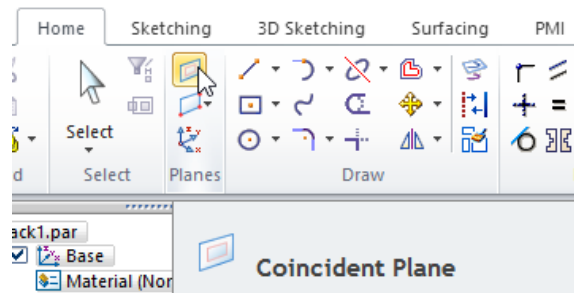 Home Sketching 3D Sketching Surfacing PMI
Select
Select Planes Draw
ack1.par
Base
Material (Nor
Coincident Plane